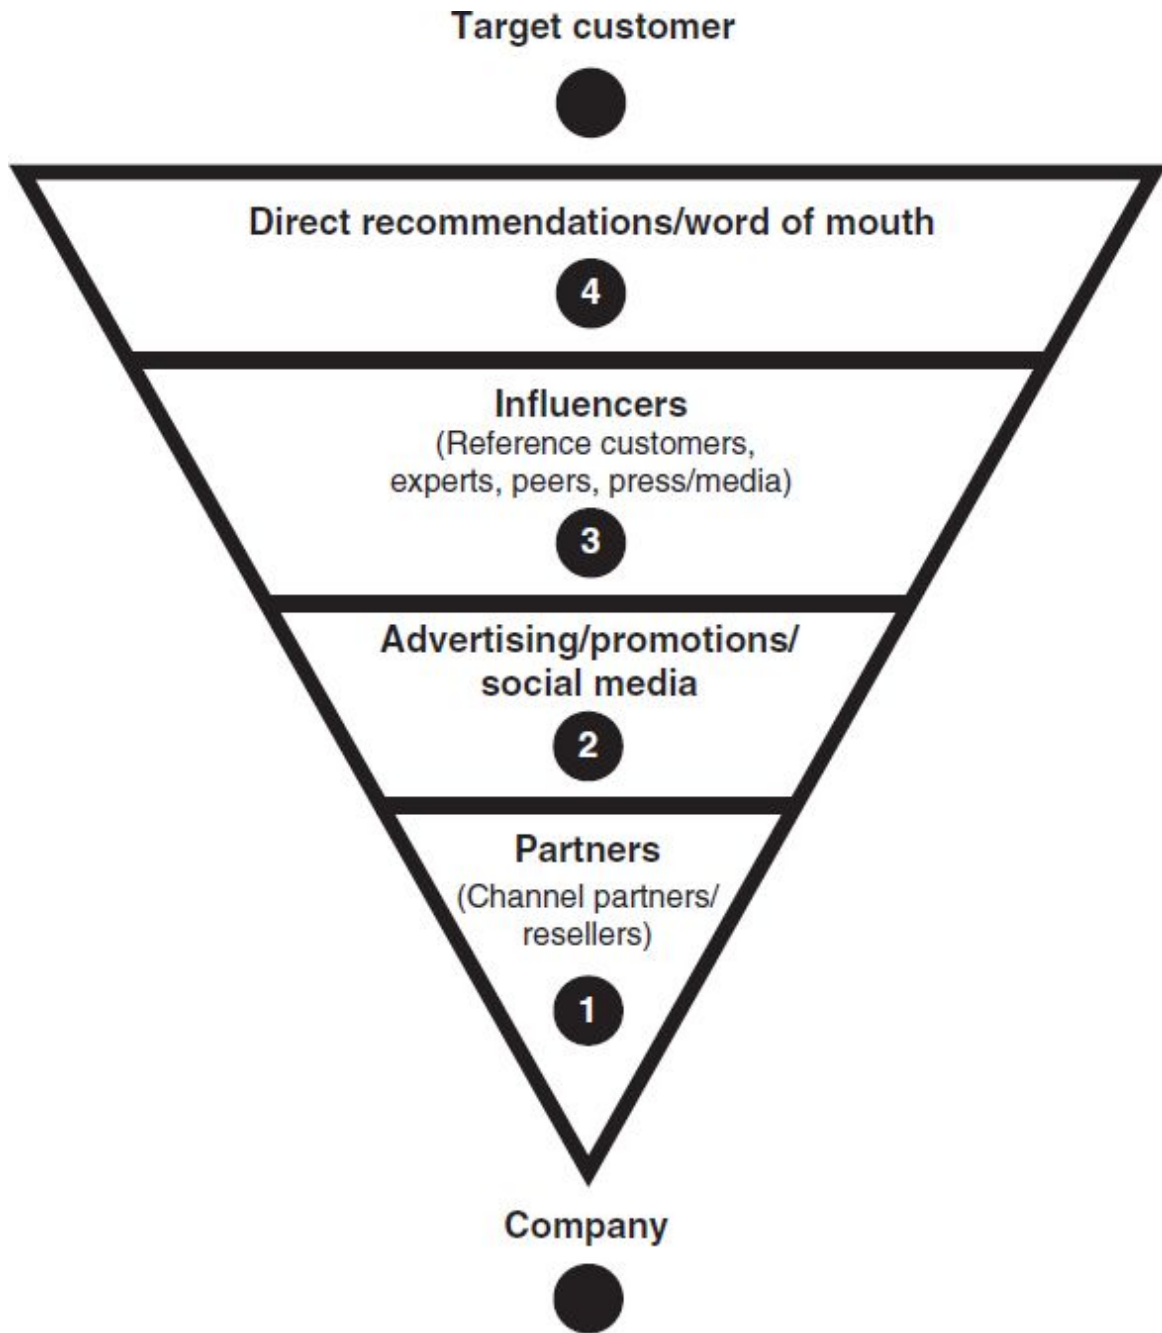 Target customer
Direct recommendations/word of mouth
4
Influencers
(Reference customers,
experts, peers, press/media)
3
Advertising/promotions/
social media
2
Partners
(Channel partners/
resellers)
1
Company